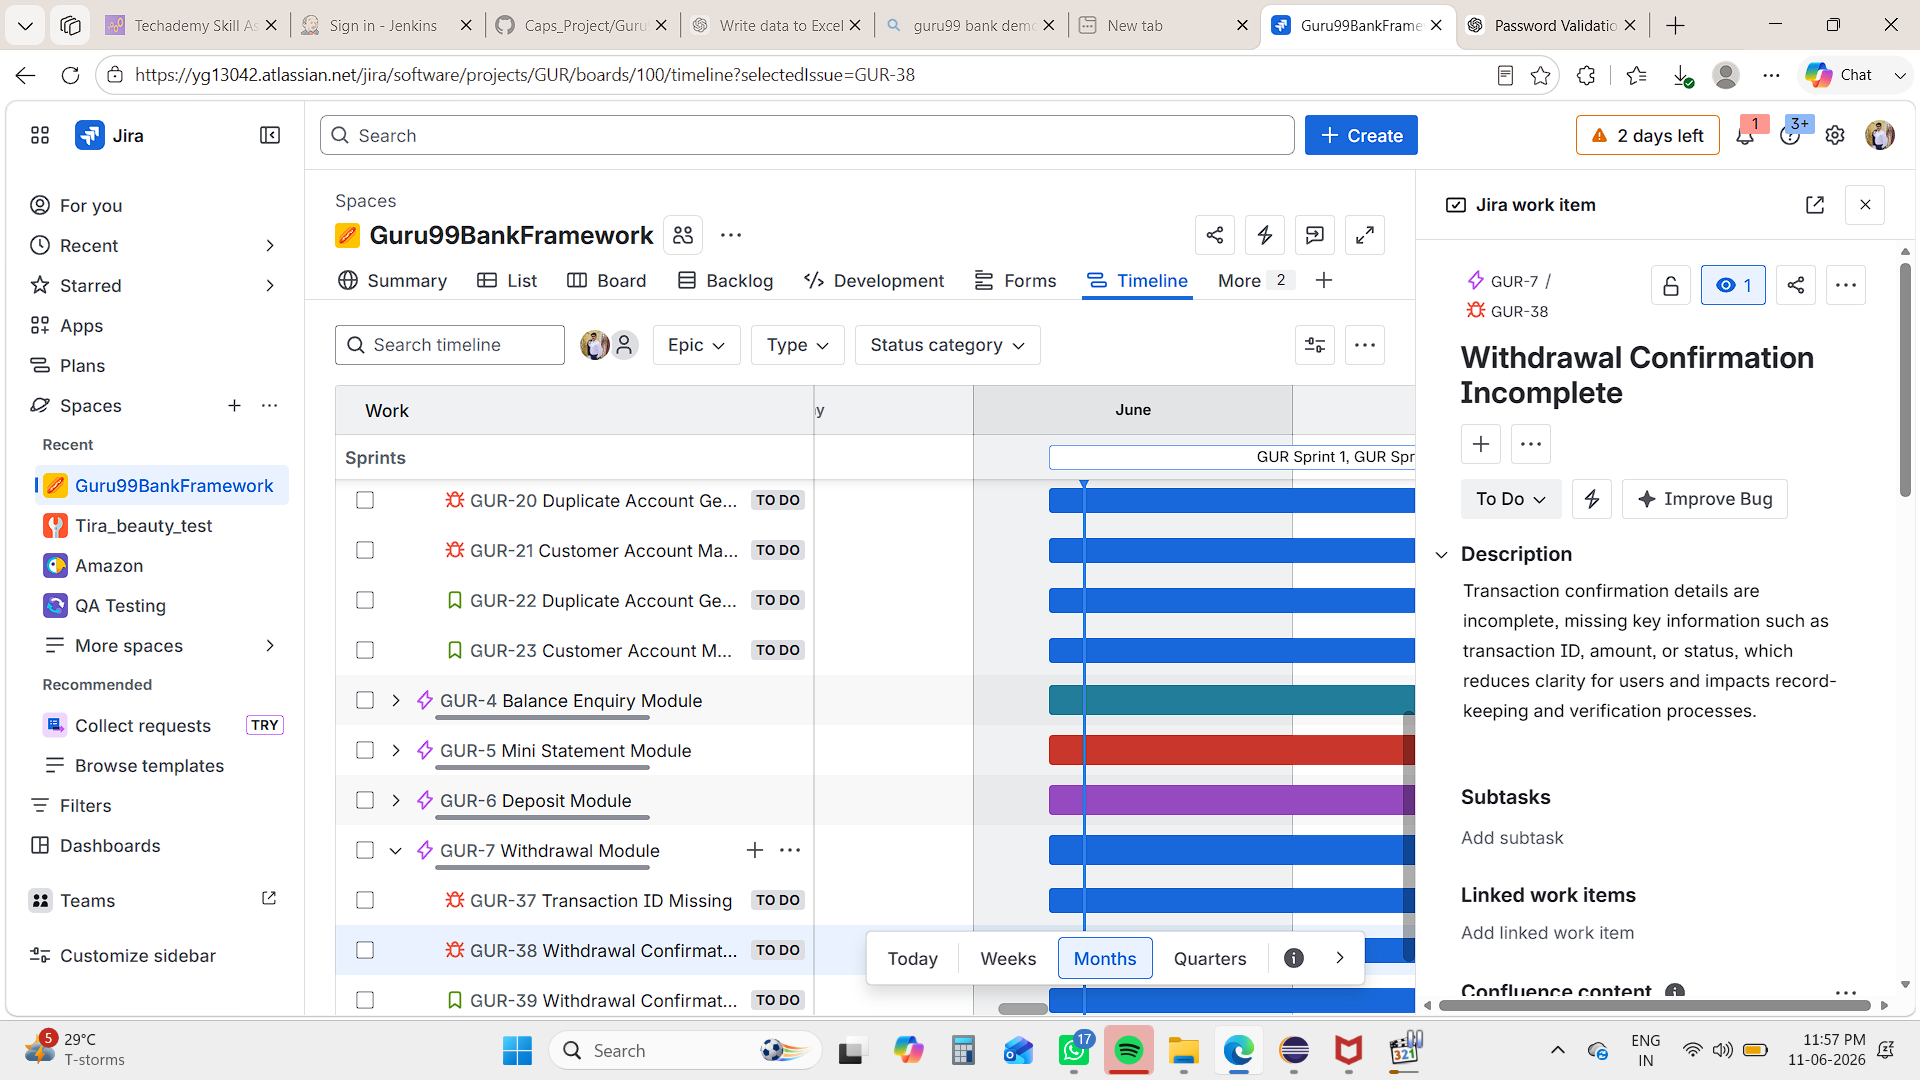 Techademy Skill As
Sign in - Jenkins
Caps_Project/Guru
Write data to Excel
guru99 bank demo
New tab
Guru99BankFrame
Password Validatio
https://yg13042.atlassian.net/jira/software/projects/GUR/boards/100/timeline?selectedIssue=GUR-38
Chat
Jira
Search
Create
2 days left
1
3+
For you
Recent
Starred
Apps
Plans
Spaces
Recent
Guru99BankFramework
Tira_beauty_test
Amazon
QA Testing
More spaces
Recommended
Collect requests
TRY
Browse templates
Filters
Dashboards
Teams
Customize sidebar
Spaces
Guru99BankFramework
Summary
List
Board
Backlog
Development
Forms
Timeline
More 2
Search timeline
Epic
Type
Status category
Work
y
June
Sprints
GUR Sprint 1, GUR Spr
GUR-20 Duplicate Account Ge... TO DO
GUR-21 Customer Account Ma... TO DO
GUR-22 Duplicate Account Ge... TO DO
GUR-23 Customer Account M... TO DO
GUR-4 Balance Enquiry Module
GUR-5 Mini Statement Module
GUR-6 Deposit Module
GUR-7 Withdrawal Module
GUR-37 Transaction ID Missing TO DO
GUR-38 Withdrawal Confirmat... TO DO
GUR-39 Withdrawal Confirmat... TO DO
Today
Weeks
Months
Quarters
Jira work item
GUR-7 /
GUR-38
1
Withdrawal Confirmation
Incomplete
To Do
Improve Bug
Description
Transaction confirmation details are
incomplete, missing key information such as
transaction ID, amount, or status, which
reduces clarity for users and impacts record-
keeping and verification processes.
Subtasks
Add subtask
Linked work items
Add linked work item
Confluence content
5
29°C
T-storms
Search
17
321
ENG
IN
11:57 PM
11-06-2026